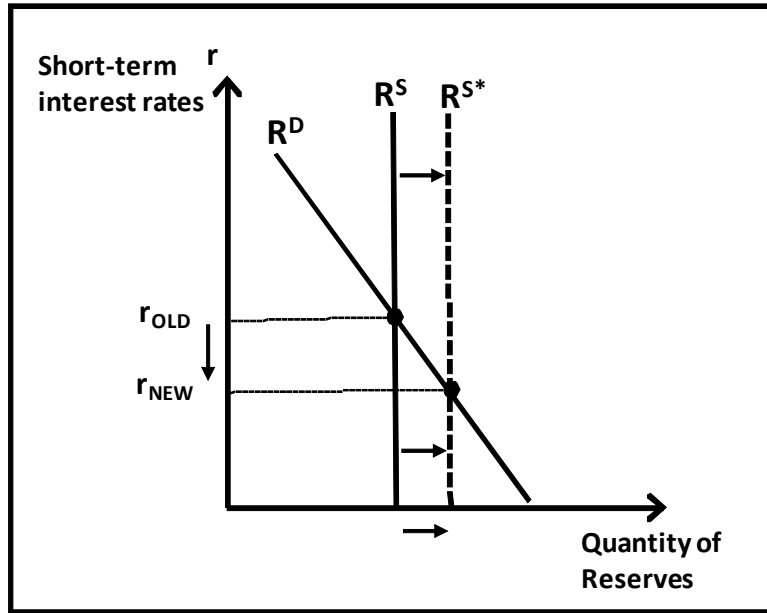 Short-term
interest rates
r
R^S
R^S*
R^D
r_OLD
r_NEW
Quantity of
Reserves